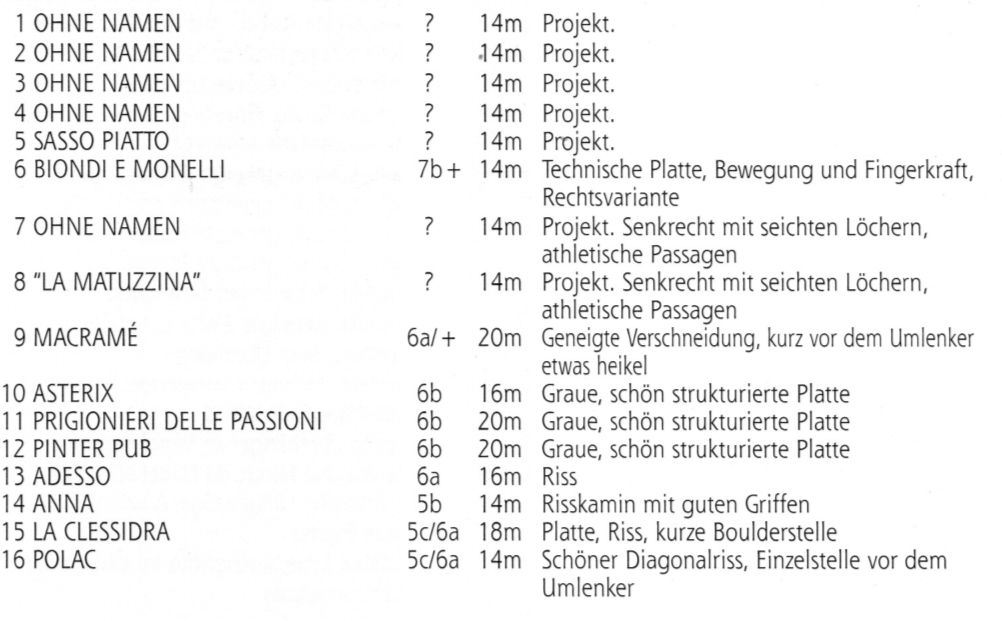 1 OHNE NAMEN ? 14m Projekt.
2 OHNE NAMEN ? 14m Projekt.
3 OHNE NAMEN ? 14m Projekt.
4 OHNE NAMEN ? 14m Projekt.
5 SASSO PIATTO ? 14m Projekt.
6 BIONDI E MONELLI 7b+ 14m Technische Platte, Bewegung und Fingerkraft,
Rechtsvariante
7 OHNE NAMEN ? 14m Projekt. Senkrecht mit seichten Löchern,
athletische Passagen
8 "LA MATUZZINA" ? 14m Projekt. Senkrecht mit seichten Löchern,
athletische Passagen
9 MACRAMÉ 6a/+ 20m Geneigte Verschneidung, kurz vor dem Umlenker
etwas heikel
10 ASTERIX 6b 16m Graue, schön strukturierte Platte
11 PRIGIONIERI DELLE PASSIONI 6b 20m Graue, schön strukturierte Platte
12 PINTER PUB 6b 20m Graue, schön strukturierte Platte
13 ADESSO 6a 16m Riss
14 ANNA 5b 14m Risskamin mit guten Griffen
15 LA CLESSIDRA 5c/6a 18m Platte, Riss, kurze Boulderstelle
16 POLAC 5c/6a 14m Schöner Diagonalriss, Einzelstelle vor dem
Umlenker